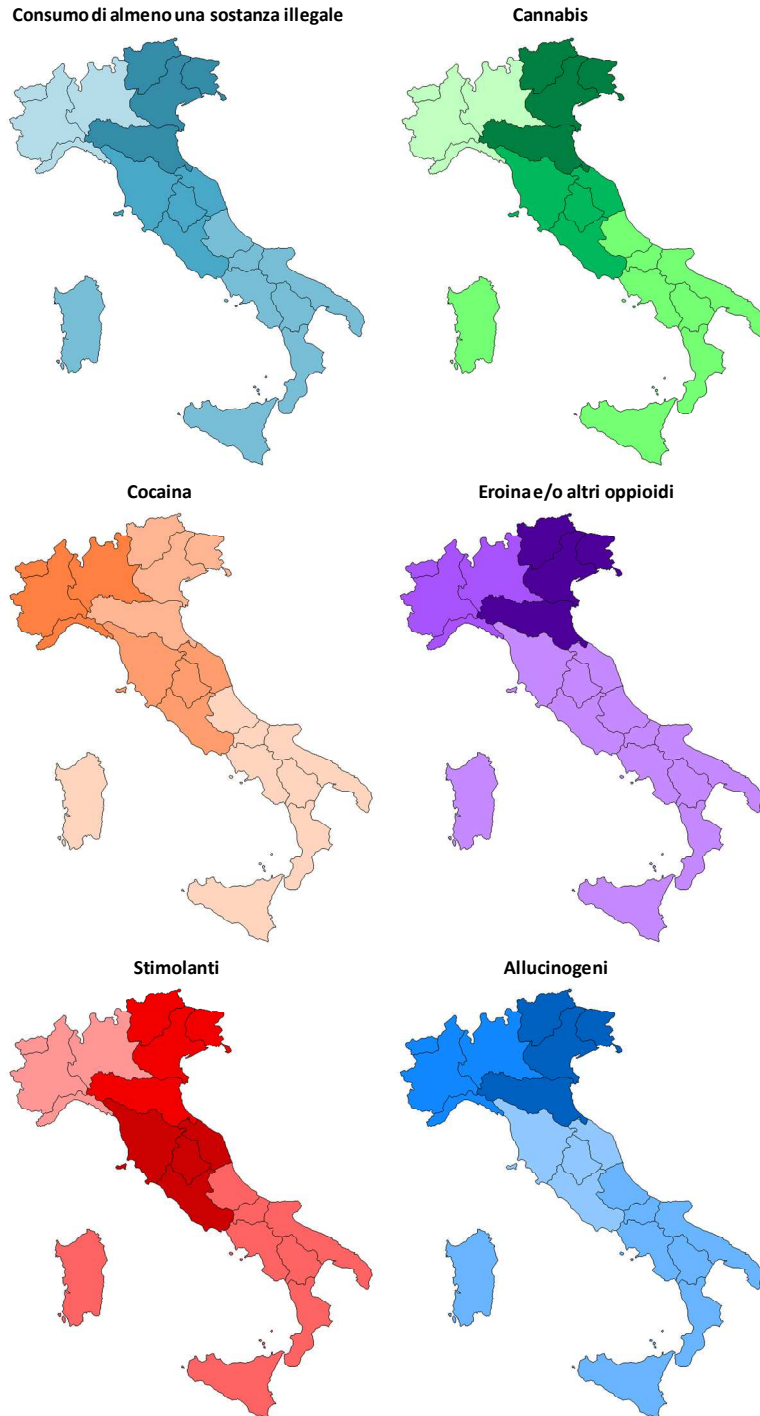 Consumo di almeno una sostanza illegale
Cannabis
Cocaina
Eroina e/o altri oppioidi
Stimolanti
Allucinogeni